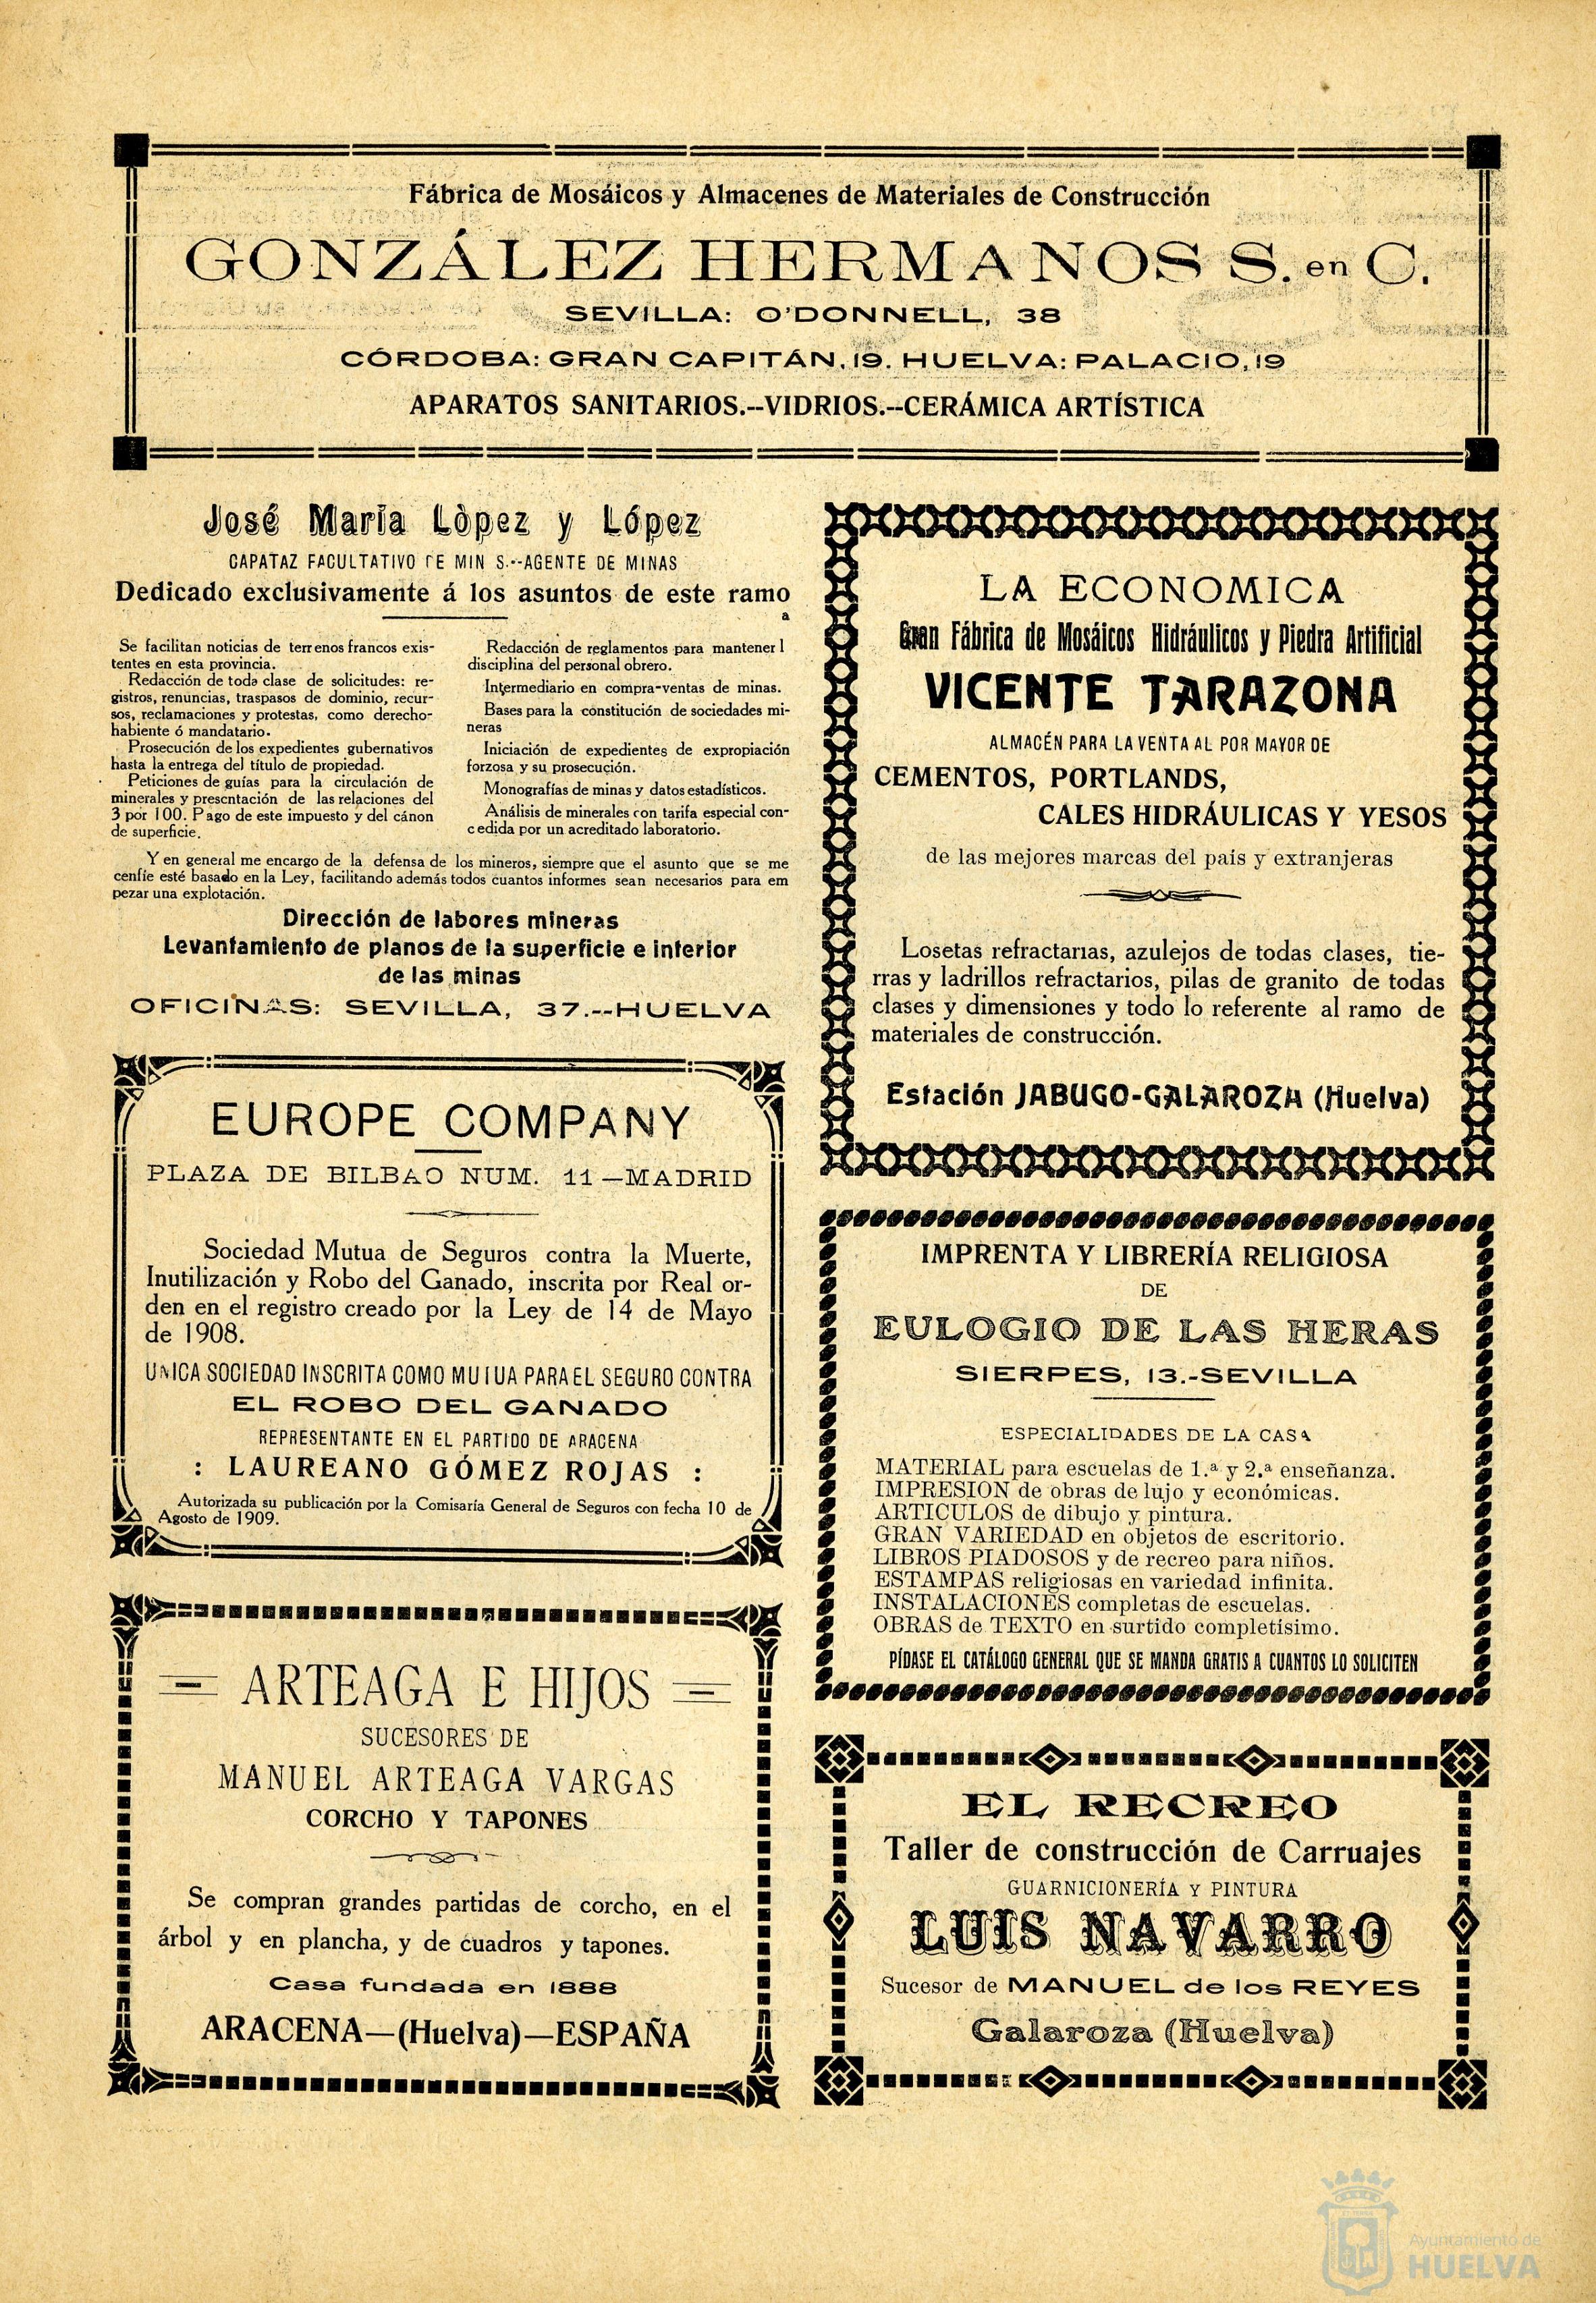 Fábrica de Mosáicos y Almacenes de Materiales de Construcción
GONZÁLEZ HERMANOS S. en C.
SEVILLA: O'DONNELL, 38
CÓRDOBA: GRAN CAPITÁN, 19. HUELVA: PALACIO, 19
APARATOS SANITARIOS.--VIDRIOS.--CERÁMICA ARTÍSTICA
José María Lòpez y López
CAPATAZ FACULTATIVO DE MIN S.--AGENTE DE MINAS
Dedicado exclusivamente á los asuntos de este ramo
a
Se facilitan noticias de terrenos francos exis-
tentes en esta provincia.
Redacción de toda clase de solicitudes: re-
gistros, renuncias, traspasos de dominio, recur-
sos, reclamaciones y protestas, como derecho-
habiente ó mandatario.
Prosecución de los expedientes gubernativos
hasta la entrega del título de propiedad.
Peticiones de guías para la circulación de
minerales y presentación de las relaciones del
3 por 100. Pago de este impuesto y del cánon
de superficie.
Redacción de reglamentos para mantener l
disciplina del personal obrero.
Intermediario en compra-ventas de minas.
Bases para la constitución de sociedades mi-
neras
Iniciación de expedientes de expropiación
forzosa y su prosecución.
Monografías de minas y datos estadísticos.
Análisis de minerales con tarifa especial con-
cedida por un acreditado laboratorio.
Y en general me encargo de la defensa de los mineros, siempre que el asunto que se me
cenfíe esté basado en la Ley, facilitando además todos cuantos informes sean necesarios para em
pezar una explotación.
Dirección de labores mineras
Levantamiento de planos de la superficie e interior
de las minas
OFICINAS: SEVILLA, 37.--HUELVA
LA ECONOMICA
Gran Fábrica de Mosáicos Hidráulicos y Piedra Artificial
VICENTE TARAZONA
ALMACÉN PARA LA VENTA AL POR MAYOR DE
CEMENTOS, PORTLANDS,
CALES HIDRÁULICAS Y YESOS
de las mejores marcas del país y extranjeras
Losetas refractarias, azulejos de todas clases, tie-
rras y ladrillos refractarios, pilas de granito de todas
clases y dimensiones y todo lo referente al ramo de
materiales de construcción.
Estación JABUGO-GALAROZA (Huelva)
EUROPE COMPANY
PLAZA DE BILBAO NUM. 11—MADRID
Sociedad Mutua de Seguros contra la Muerte,
Inutilización y Robo del Ganado, inscrita por Real or-
den en el registro creado por la Ley de 14 de Mayo
de 1908.
UNICA SOCIEDAD INSCRITA COMO MUTUA PARA EL SEGURO CONTRA
EL ROBO DEL GANADO
REPRESENTANTE EN EL PARTIDO DE ARACENA
: LAUREANO GÓMEZ ROJAS :
Autorizada su publicación por la Comisaría General de Seguros con fecha 10 de
Agosto de 1909.
IMPRENTA Y LIBRERÍA RELIGIOSA
DE
EULOGIO DE LAS HERAS
SIERPES, 13.-SEVILLA
ESPECIALIDADES DE LA CASA
MATERIAL para escuelas de 1.ª y 2.ª enseñanza.
IMPRESION de obras de lujo y económicas.
ARTICULOS de dibujo y pintura.
GRAN VARIEDAD en objetos de escritorio.
LIBROS PIADOSOS y de recreo para niños.
ESTAMPAS religiosas en variedad infinita.
INSTALACIONES completas de escuelas.
OBRAS de TEXTO en surtido completisimo.
PÍDASE EL CATÁLOGO GENERAL QUE SE MANDA GRATIS A CUANTOS LO SOLICITEN
ARTEAGA E HIJOS
SUCESORES DE
MANUEL ARTEAGA VARGAS
CORCHO Y TAPONES
Se compran grandes partidas de corcho, en el
árbol y en plancha, y de cuadros y tapones.
Casa fundada en 1888
ARACENA—(Huelva)—ESPAÑA
EL RECREO
Taller de construcción de Carruajes
GUARNICIONERÍA Y PINTURA
LUIS NAVARRO
Sucesor de MANUEL de los REYES
Galaroza (Huelva)
Ayuntamiento de
HUELVA